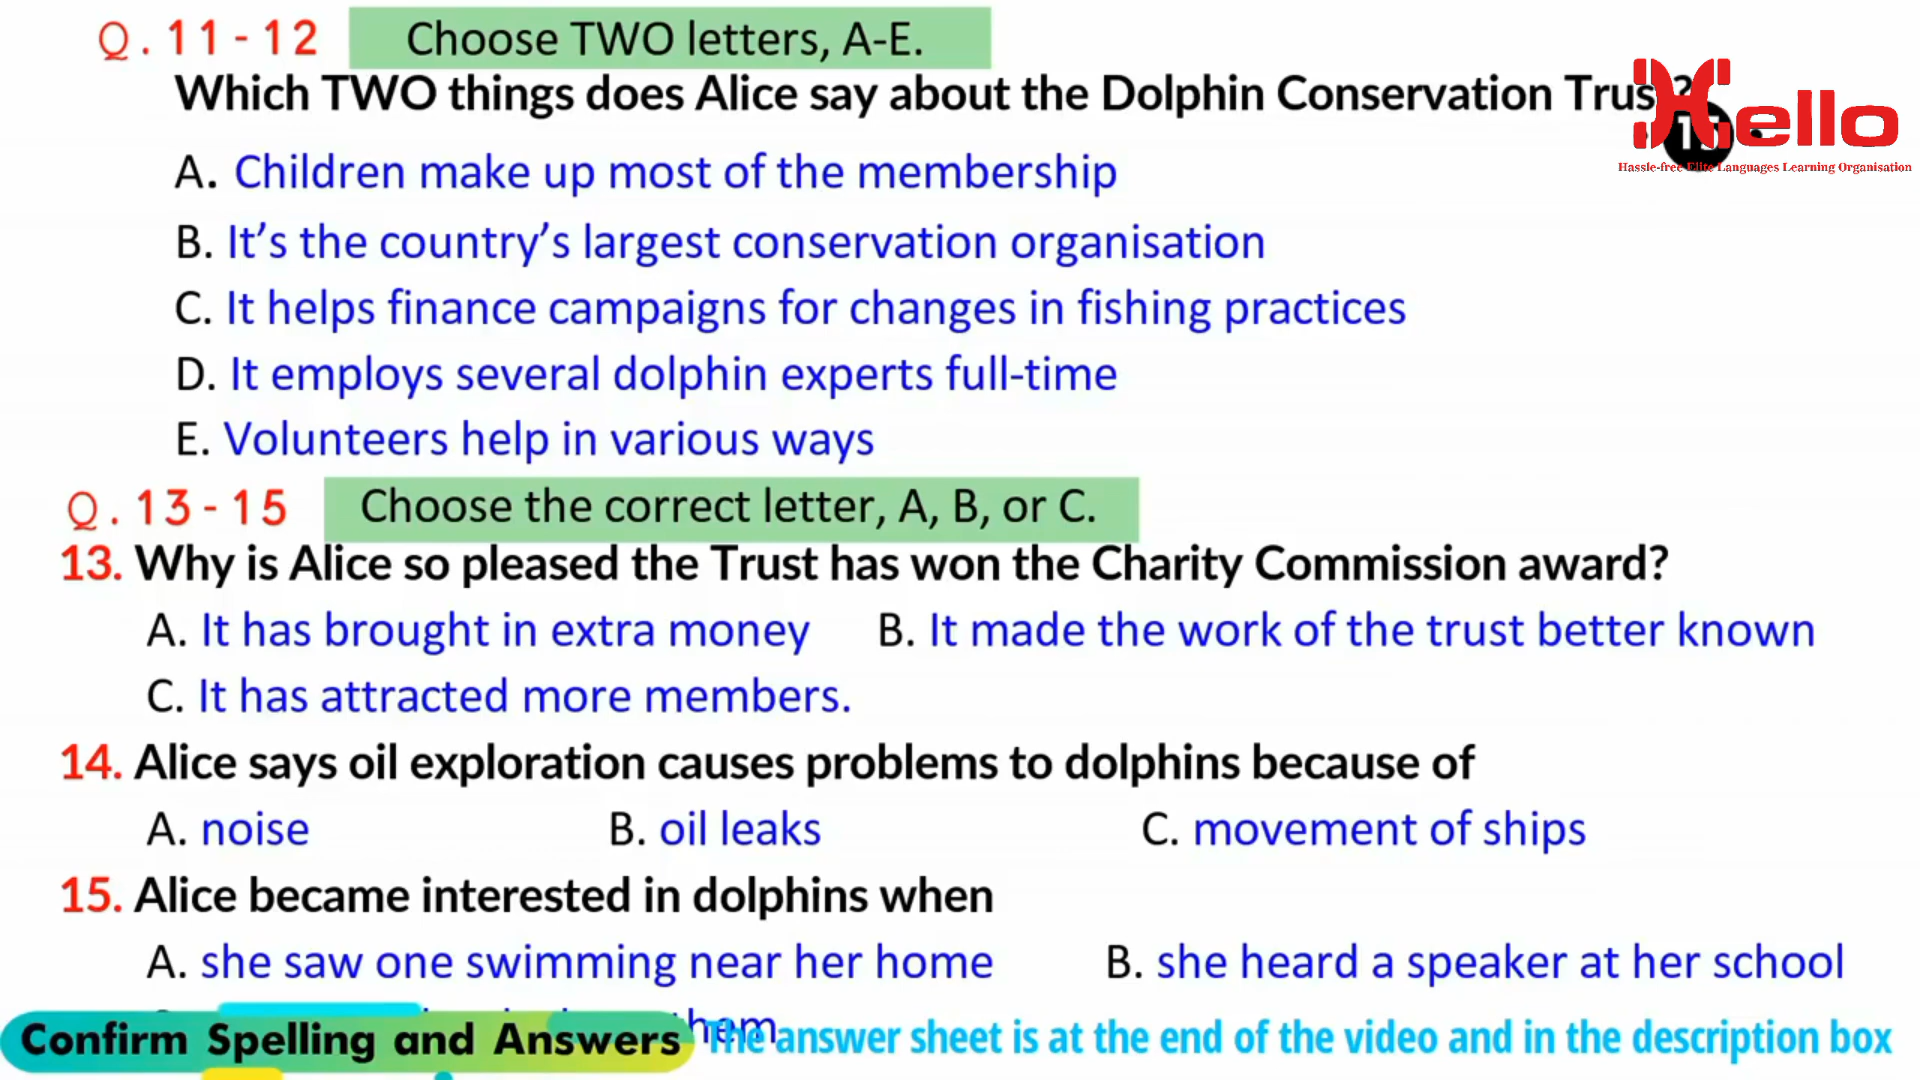 Q.11-12 Choose TWO letters, A-E.
Which TWO things does Alice say about the Dolphin Conservation Trust?
Hello
Hassle-free Elite Languages Learning Organisation
A. Children make up most of the membership
B. It’s the country’s largest conservation organisation
C. It helps finance campaigns for changes in fishing practices
D. It employs several dolphin experts full-time
E. Volunteers help in various ways
Q.13-15 Choose the correct letter, A, B, or C.
13. Why is Alice so pleased the Trust has won the Charity Commission award?
A. It has brought in extra money B. It made the work of the trust better known
C. It has attracted more members.
14. Alice says oil exploration causes problems to dolphins because of
A. noise B. oil leaks C. movement of ships
15. Alice became interested in dolphins when
A. she saw one swimming near her home B. she heard a speaker at her school
them
Confirm Spelling and Answers The answer sheet is at the end of the video and in the description box